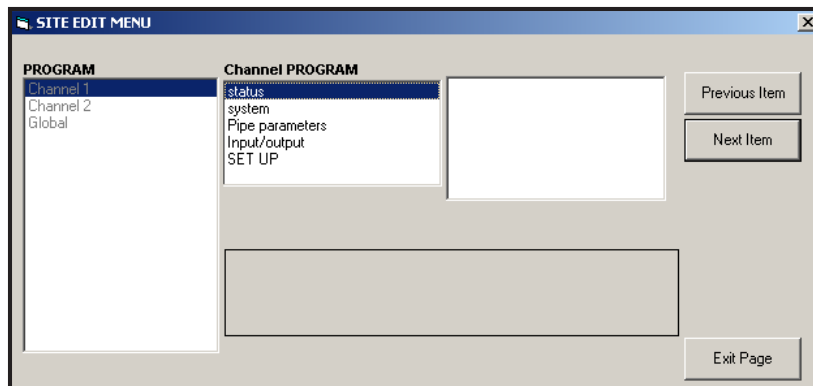 SITE EDIT MENU
PROGRAM
Channel 1
Channel 2
Global
Channel PROGRAM
status
system
Pipe parameters
Input/output
SET UP
Previous Item
Next Item
Exit Page